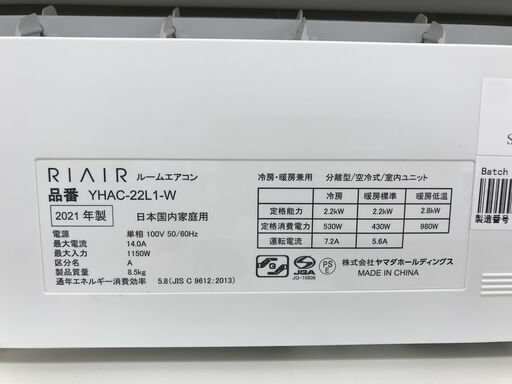 RIAIR ルームエアコン
品番 YHAC-22L1-W
2021年製 日本国内家庭用
電源 単相 100V 50/60Hz
最大電流 14.0A
最大入力 1150W
区分名 A
製品質量 8.5kg
通年エネルギー消費効率 5.8(JIS C 9612:2013)
冷房・暖房兼用 分離型/空冷式/室内ユニット
冷房 暖房標準 暖房低温
定格能力 2.2kW 2.2kW 2.8kW
定格消費電力 530W 430W 980W
運転電流 7.2A 5.6A
JQA
JQ-1080S
PS
E
株式会社ヤマダホールディングス
MADE IN CHINA
S
Batch
製造番号